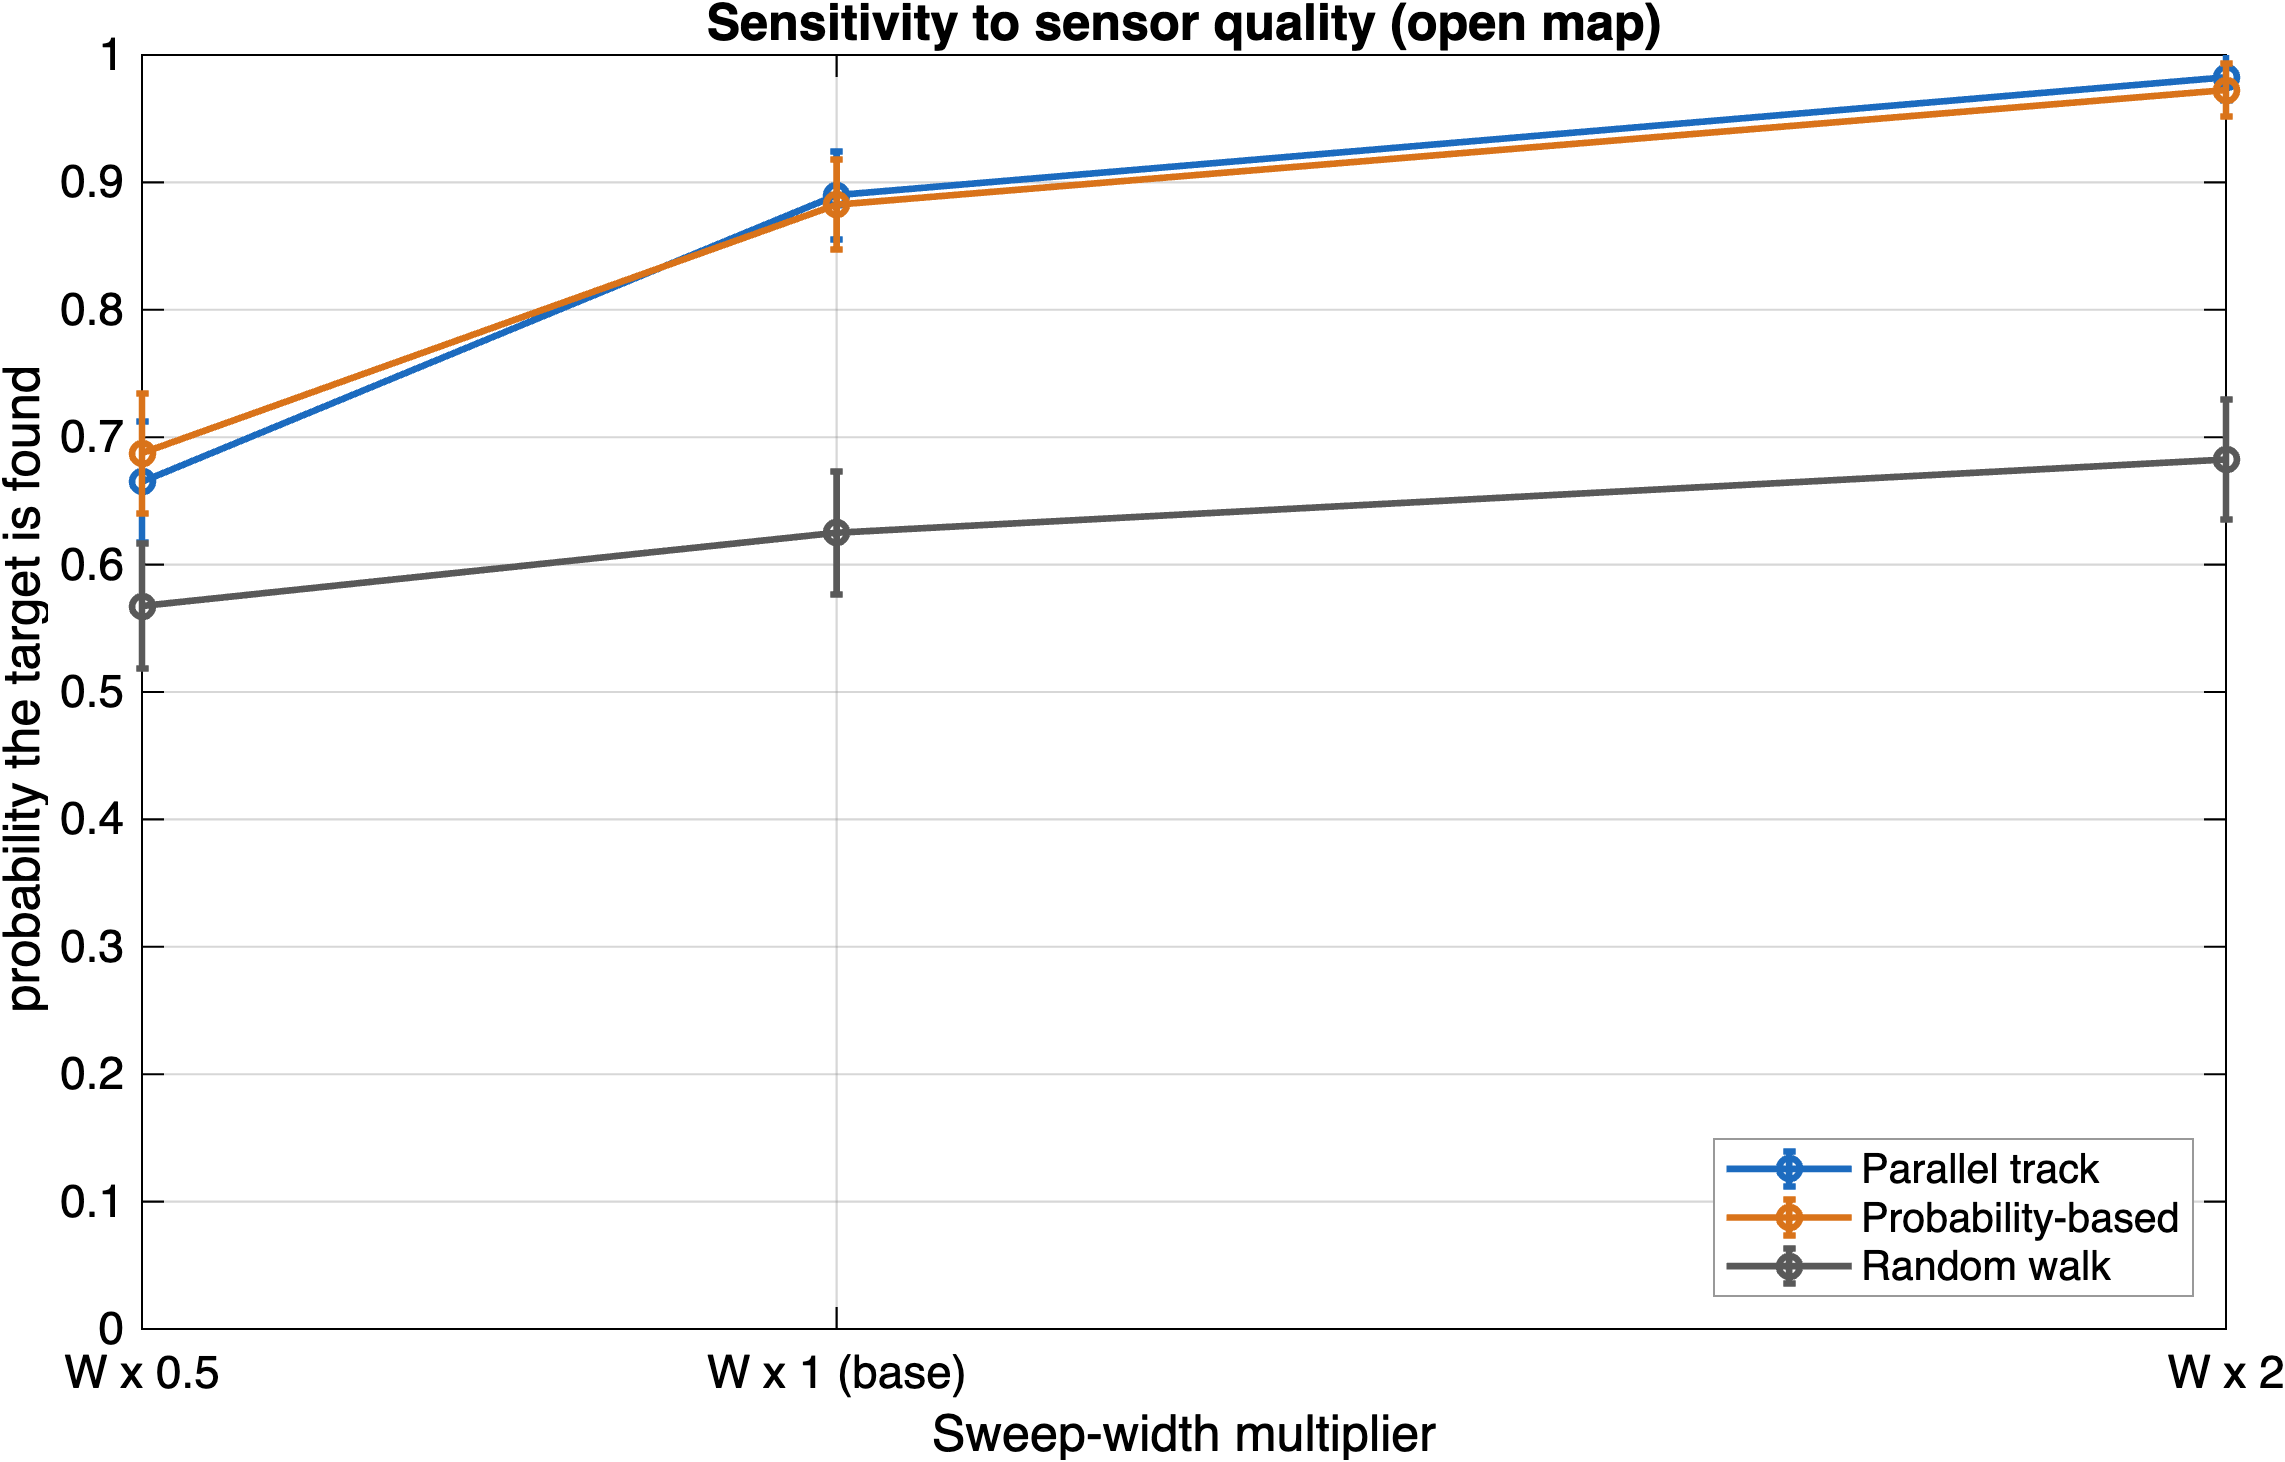 Sensitivity to sensor quality (open map)
probability the target is found
1
0.9
0.8
0.7
0.6
0.5
0.4
0.3
0.2
0.1
0
W x 0.5
W x 1 (base)
W x 2
Sweep-width multiplier
Parallel track
Probability-based
Random walk